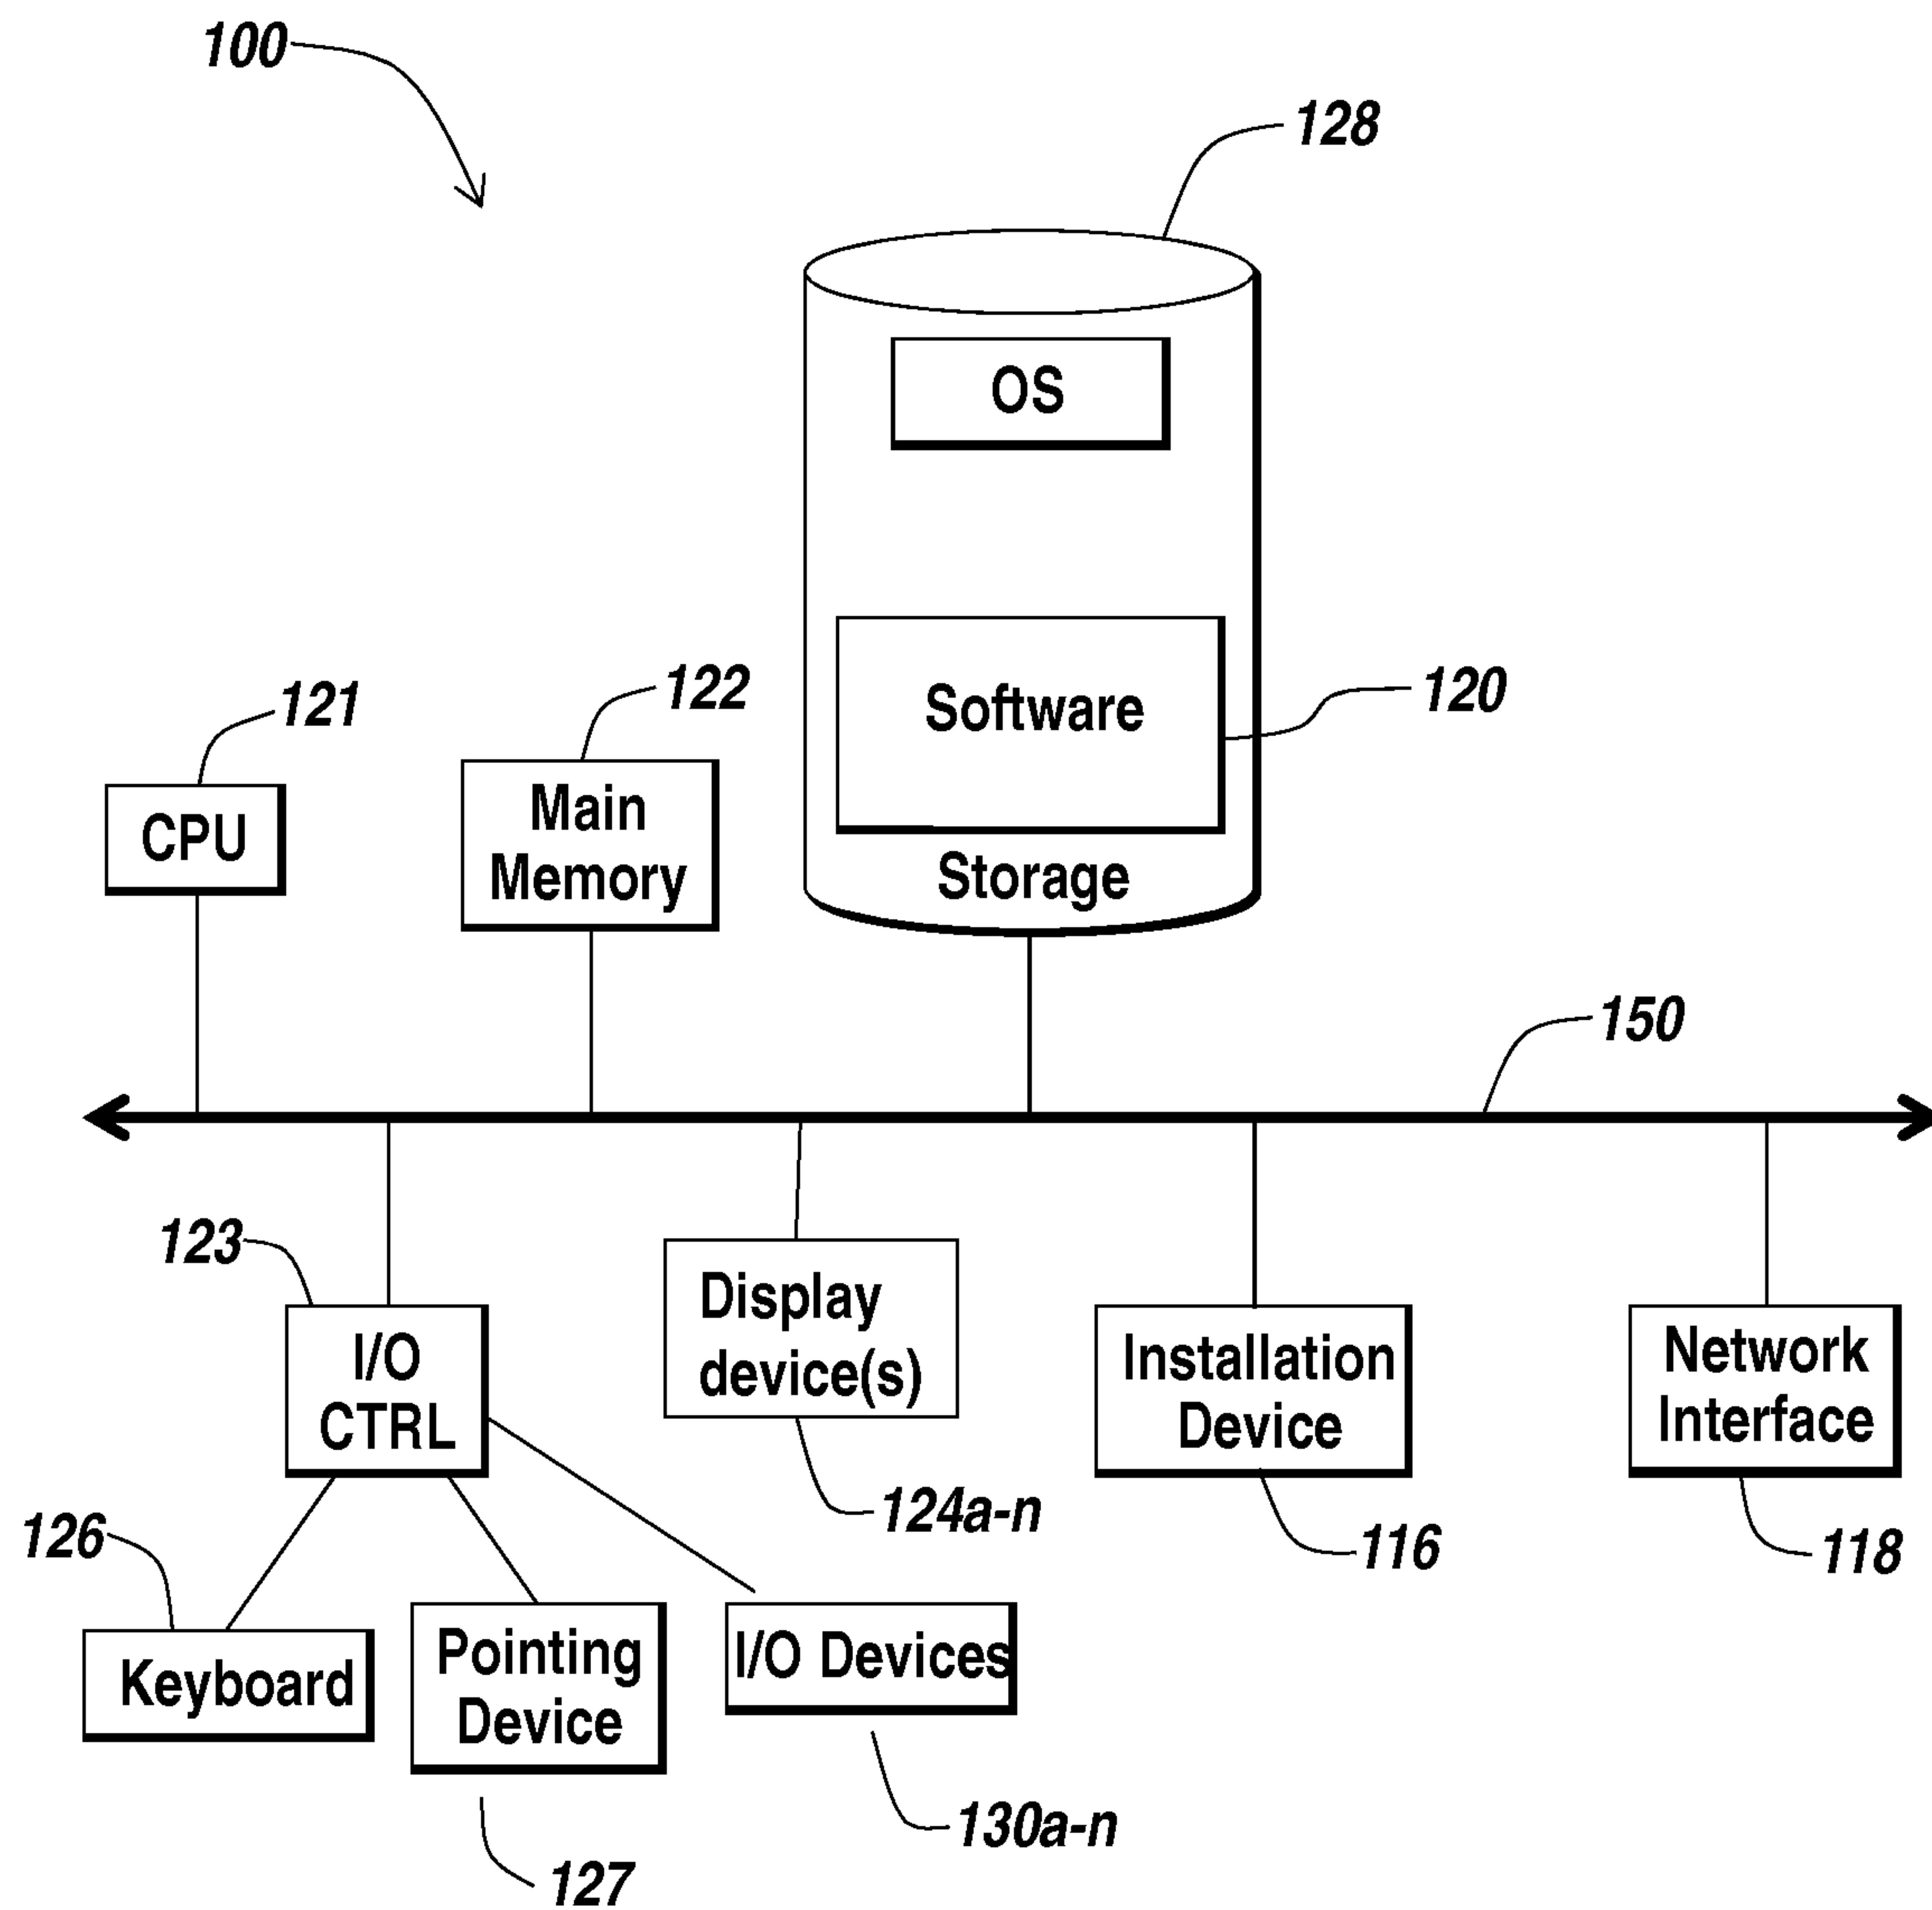 100
128
OS
120
Software
121
122
CPU
Main
Memory
Storage
150
123
I/O
CTRL
Display
device(s)
Installation
Device
Network
Interface
124a-n
116
118
126
Keyboard
Pointing
Device
I/O Devices
130a-n
127